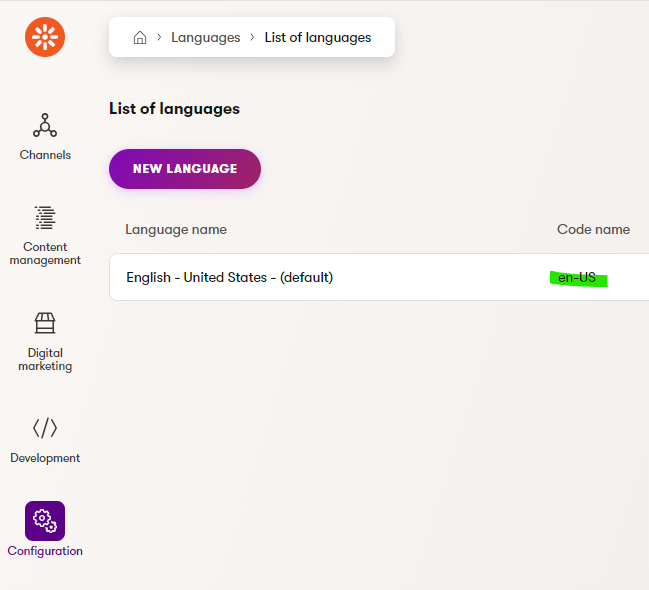 Languages List of languages
List of languages
NEW LANGUAGE
Language name Code name
English - United States - (default) en-US
Channels
Content
management
Digital
marketing
Development
Configuration